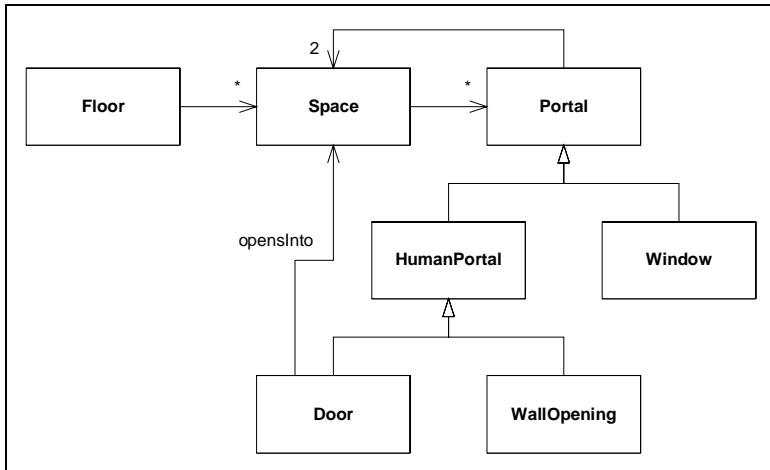 2
* *
Floor Space Portal
opensInto
HumanPortal Window
Door WallOpening